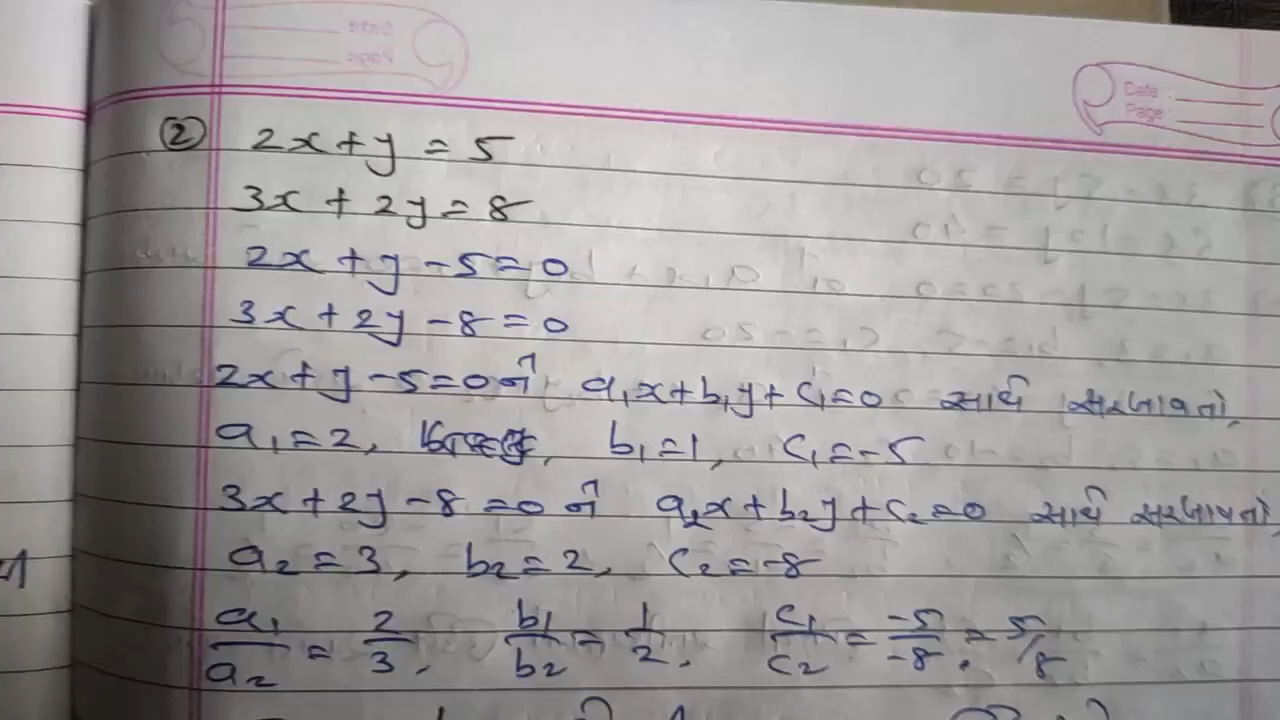 Date :
Page :
② 2x + y = 5
3x + 2y = 8
2x + y - 5 = 0
3x + 2y - 8 = 0
2x + y - 5 = 0 ને a₁x + b₁y + c₁ = 0 સાથે સરખાવતાં,
a₁ = 2, b₁ = 1, c₁ = -5
3x + 2y - 8 = 0 ને a₂x + b₂y + c₂ = 0 સાથે સરખાવતાં,
a₂ = 3, b₂ = 2, c₂ = -8
a₁/a₂ = 2/3, b₁/b₂ = 1/2, c₁/c₂ = -5/-8 = 5/8